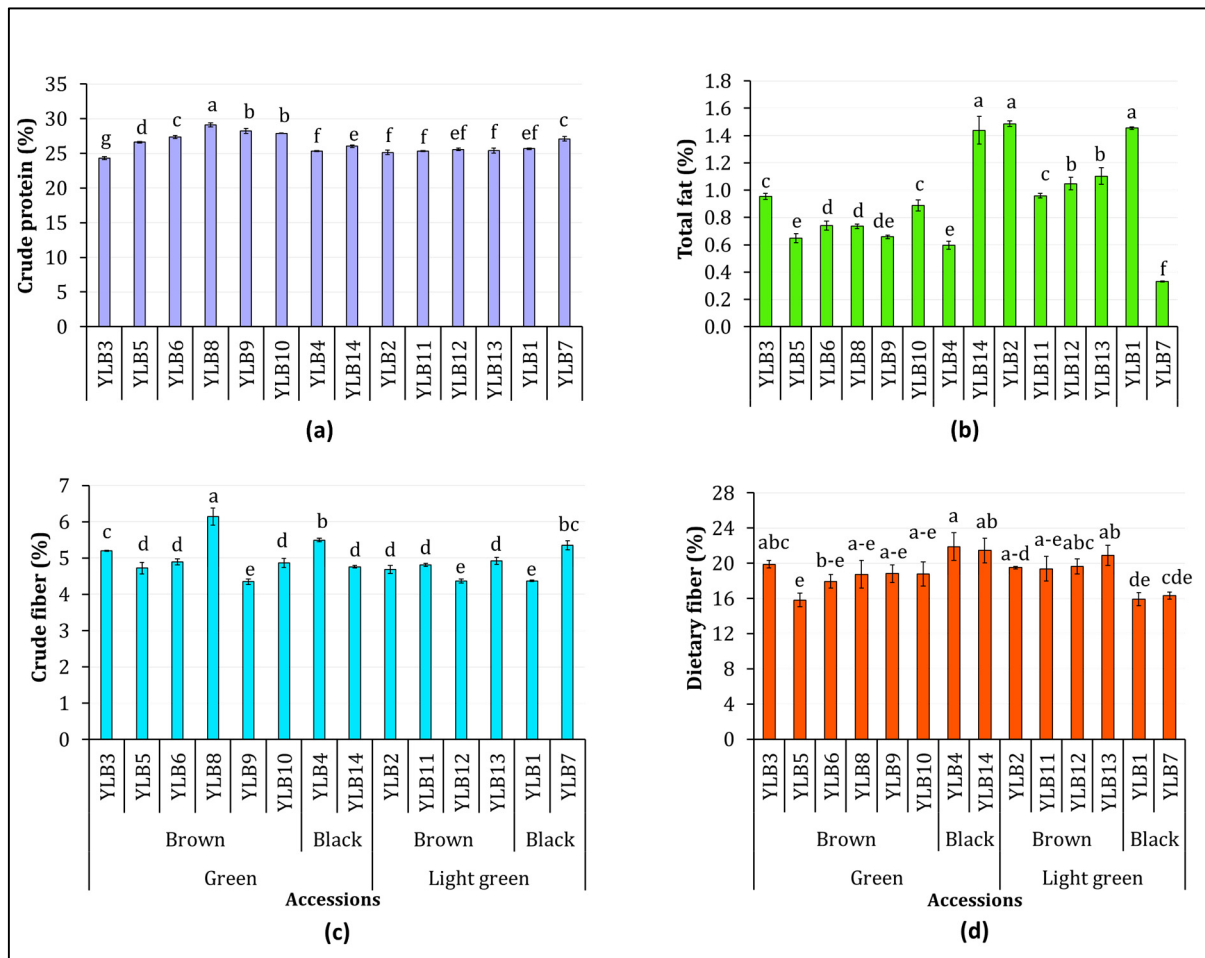 35
30
25
20
15
10
5
0
Crude protein (%)
g d c a b b f e f f ef ef ef c
YLB3 YLB5 YLB6 YLB8 YLB9 YLB10 YLB4 YLB14 YLB2 YLB11 YLB12 YLB13 YLB1 YLB7
(a)
1.8
1.6
1.4
1.2
1.0
0.8
0.6
0.4
0.2
0.0
Total fat (%)
c e d d de c e a a c b b a f
YLB3 YLB5 YLB6 YLB8 YLB9 YLB10 YLB4 YLB14 YLB2 YLB11 YLB12 YLB13 YLB1 YLB7
(b)
7
6
5
4
3
2
1
0
Crude fiber (%)
c d d a e d b d d d e d e bc
YLB3 YLB5 YLB6 YLB8 YLB9 YLB10 YLB4 YLB14 YLB2 YLB11 YLB12 YLB13 YLB1 YLB7
Brown Black Brown Black
Green Light green
Accessions
(c)
28
24
20
16
12
8
4
0
Dietary fiber (%)
abc e b-e a-e a-e a-e a ab a-d a-e abc ab de cde
YLB3 YLB5 YLB6 YLB8 YLB9 YLB10 YLB4 YLB14 YLB2 YLB11 YLB12 YLB13 YLB1 YLB7
Brown Black Brown Black
Green Light green
Accessions
(d)